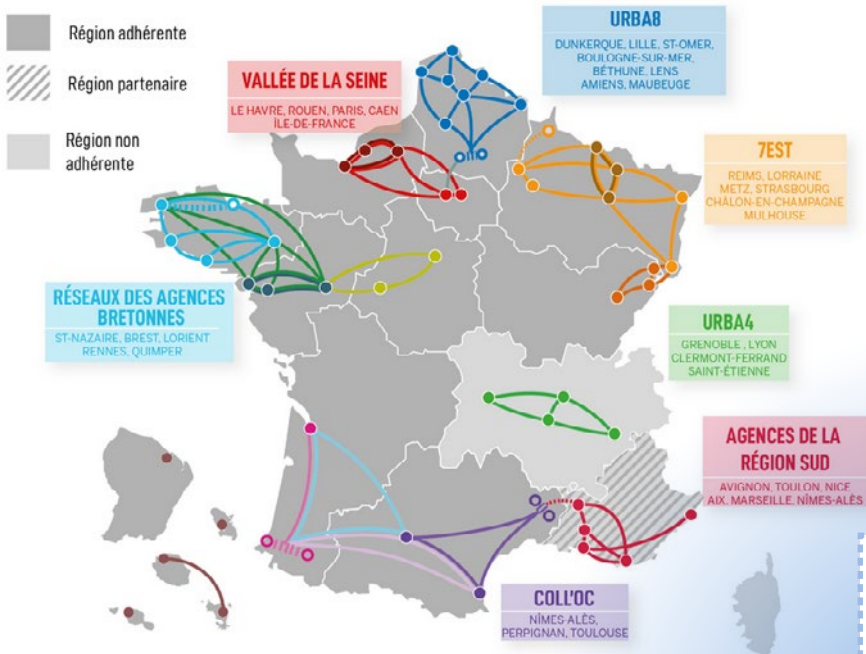 Région adhérente
Région partenaire
Région non
adhérente
VALLÉE DE LA SEINE
LE HAVRE, ROUEN, PARIS, CAEN
ÎLE-DE-FRANCE
URBA8
DUNKERQUE, LILLE, ST-OMER,
BOULOGNE-SUR-MER,
BÉTHUNE, LENS
AMIENS, MAUBEUGE
7EST
REIMS, LORRAINE
METZ, STRASBOURG
CHÂLON-EN-CHAMPAGNE
MULHOUSE
RÉSEAUX DES AGENCES
BRETONNES
ST-NAZAIRE, BREST, LORIENT
RENNES, QUIMPER
URBA4
GRENOBLE, LYON
CLERMONT-FERRAND
SAINT-ÉTIENNE
AGENCES DE LA
RÉGION SUD
AVIGNON, TOULON, NICE
AIX, MARSEILLE, NÎMES-ALÈS
COLL'OC
NÎMES-ALÈS,
PERPIGNAN, TOULOUSE